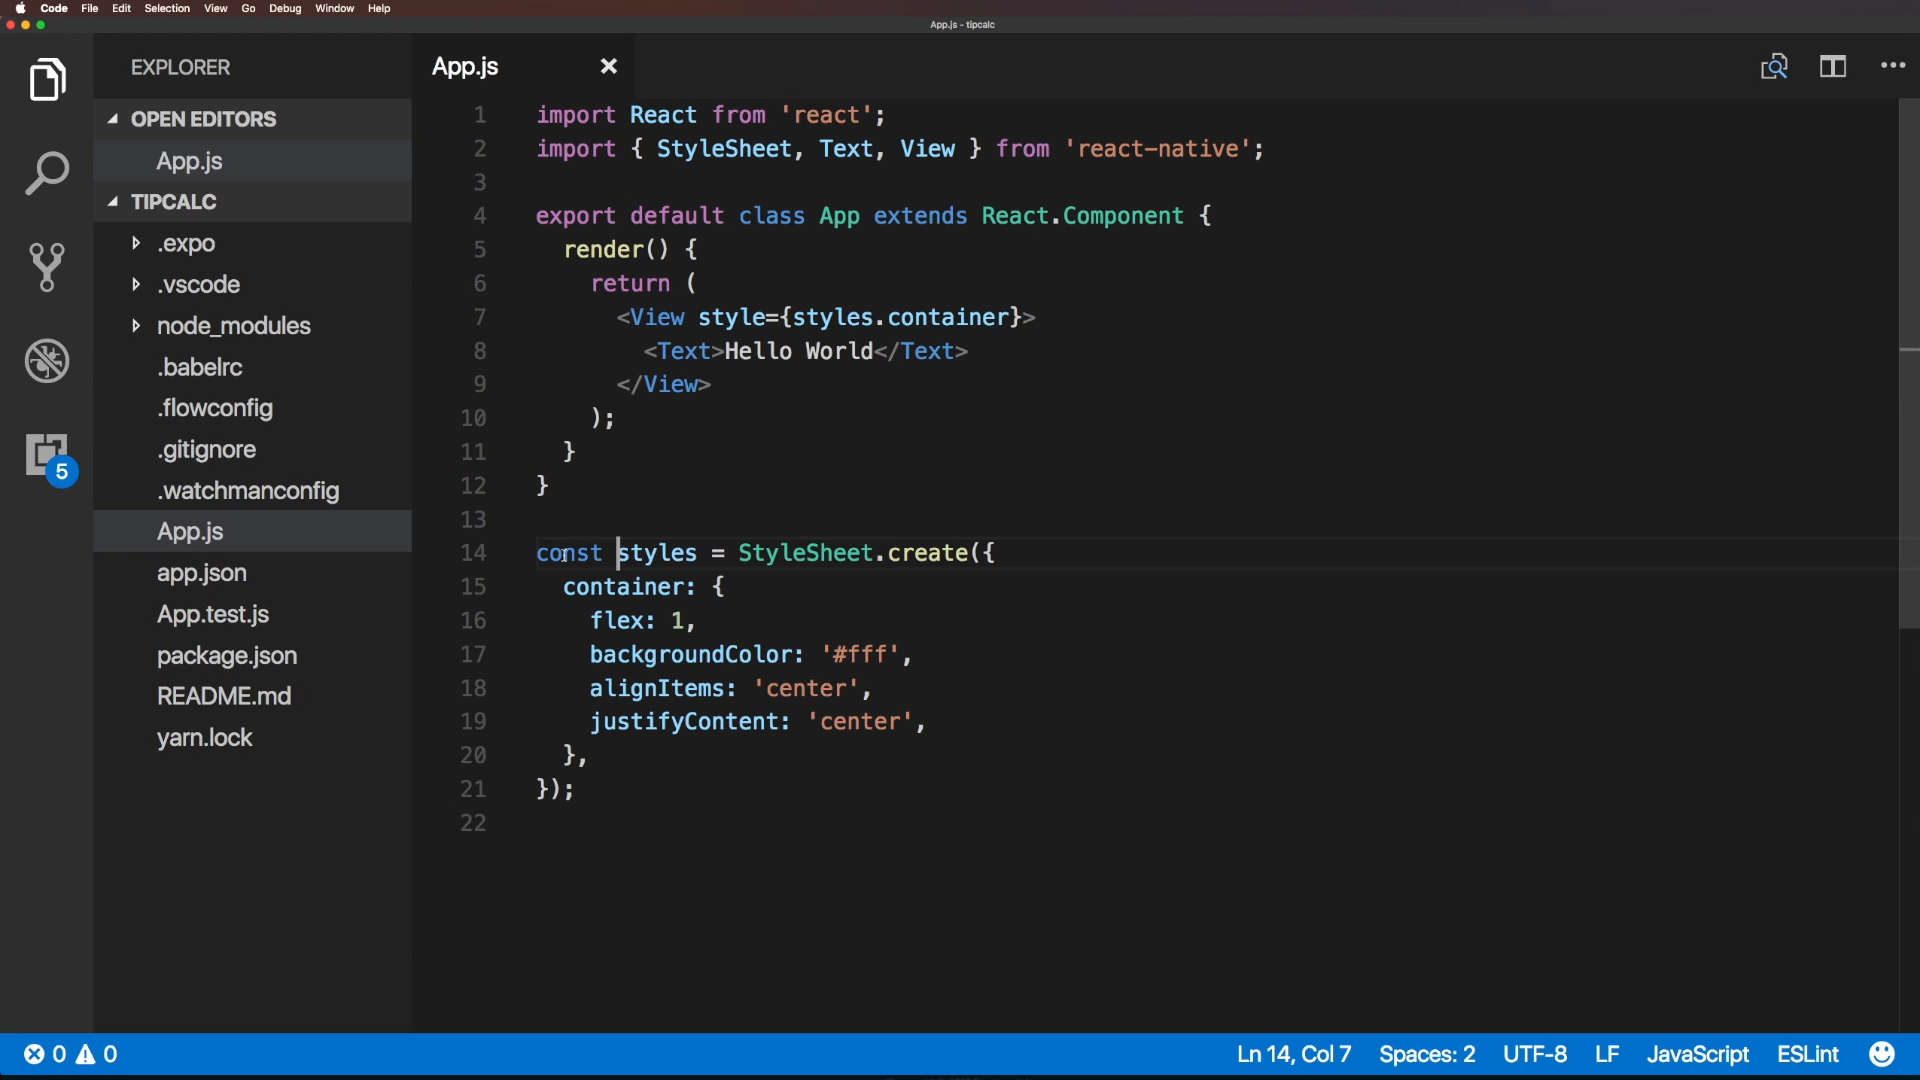 Code File Edit Selection View Go Debug Window Help
App.js - tipcalc
EXPLORER
OPEN EDITORS
App.js
TIPCALC
.expo
.vscode
node_modules
.babelrc
.flowconfig
.gitignore
.watchmanconfig
App.js
app.json
App.test.js
package.json
README.md
yarn.lock
5
App.js
1 import React from 'react';
2 import { StyleSheet, Text, View } from 'react-native';
3
4 export default class App extends React.Component {
5   render() {
6     return (
7       <View style={styles.container}>
8         <Text>Hello World</Text>
9       </View>
10     );
11   }
12 }
13
14 const styles = StyleSheet.create({
15   container: {
16     flex: 1,
17     backgroundColor: '#fff',
18     alignItems: 'center',
19     justifyContent: 'center',
20   },
21 });
22
0 0 Ln 14, Col 7 Spaces: 2 UTF-8 LF JavaScript ESLint